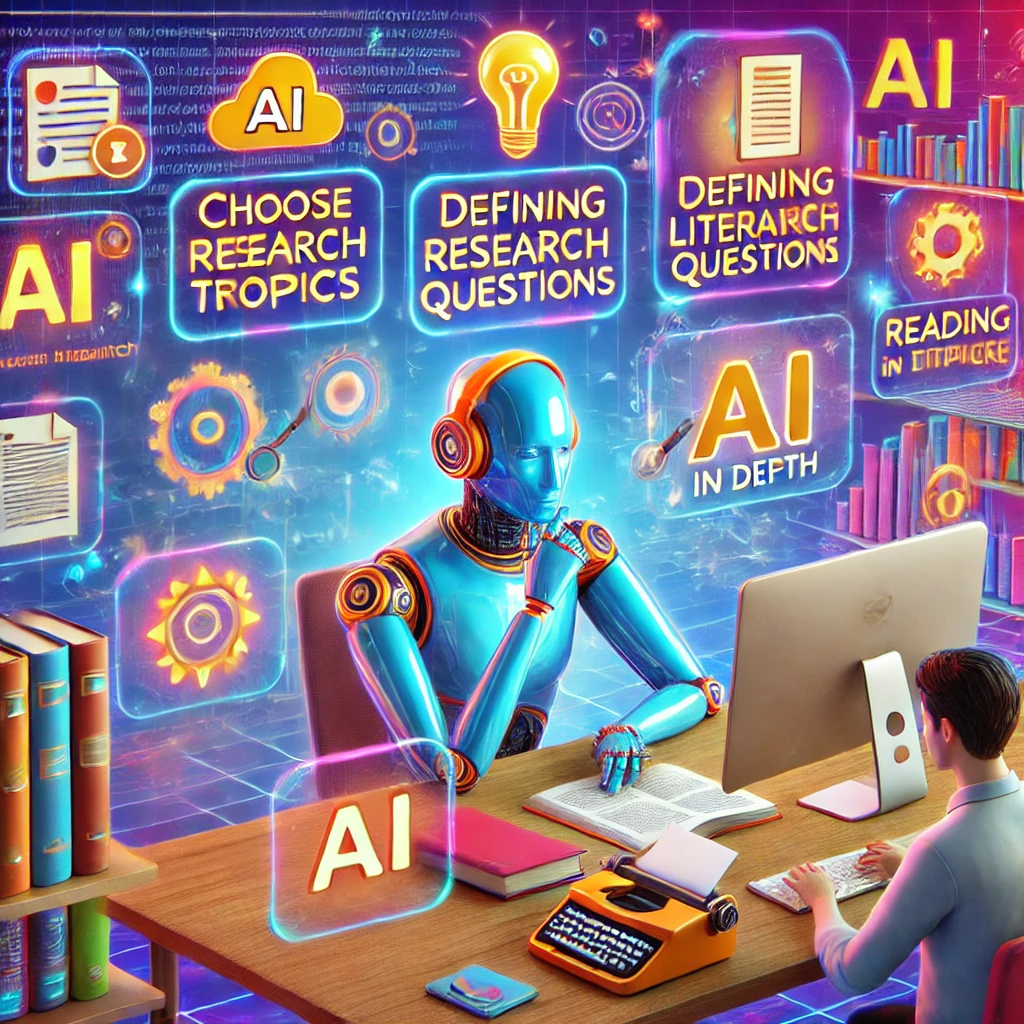 AI
AI
CHOOSE
RESEARCH
TROPICS
DEFINING
RESEARCH
QUESTIONS
DEFINING
LITERARCH
QUESTIONS
AI
READING
IN
AI
IN DEPTH
AI